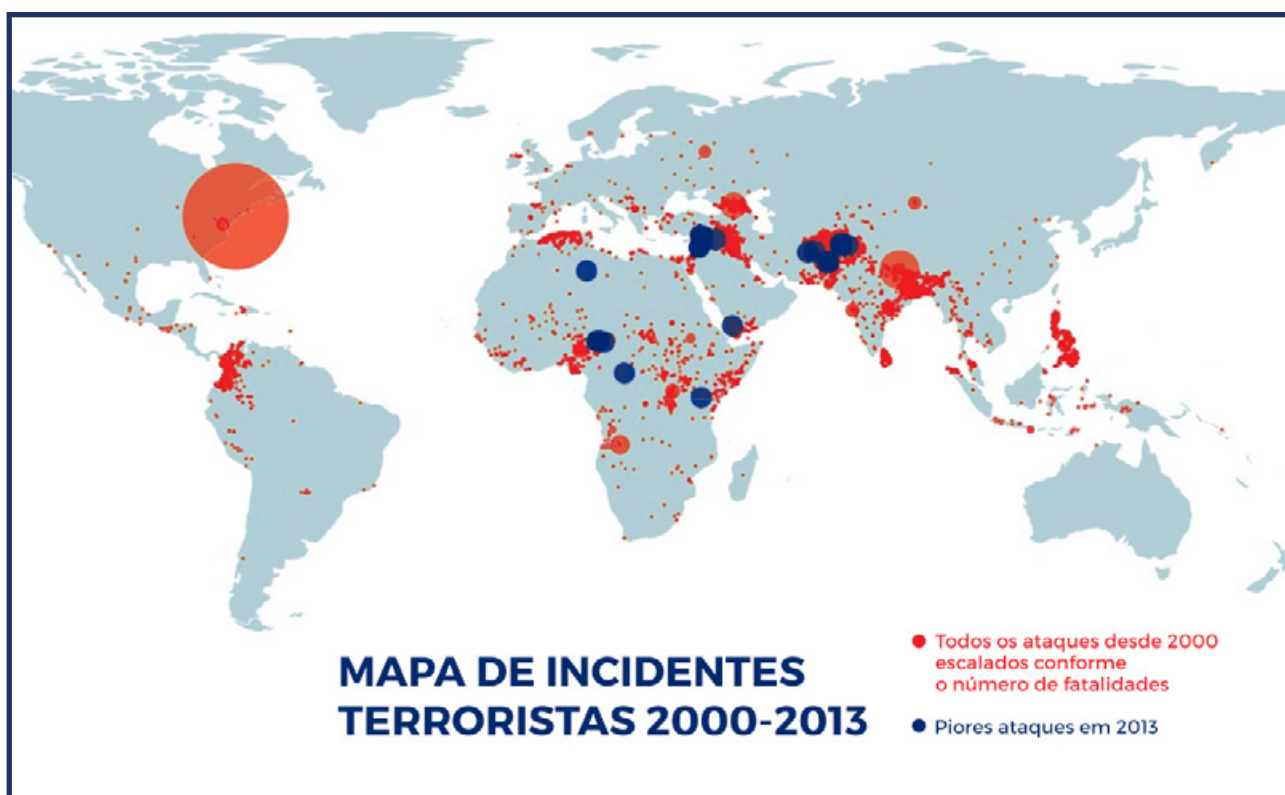 MAPA DE INCIDENTES
TERRORISTAS 2000-2013
Todos os ataques desde 2000
escalados conforme
o número de fatalidades
Piores ataques em 2013